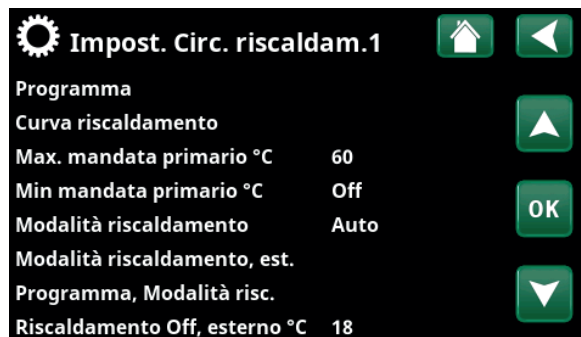 Impost. Circ. riscaldam.1
Programma
Curva riscaldamento
Max. mandata primario °C 60
Min mandata primario °C Off
Modalità riscaldamento Auto
OK
Modalità riscaldamento, est.
Programma, Modalità risc.
Riscaldamento Off, esterno °C 18